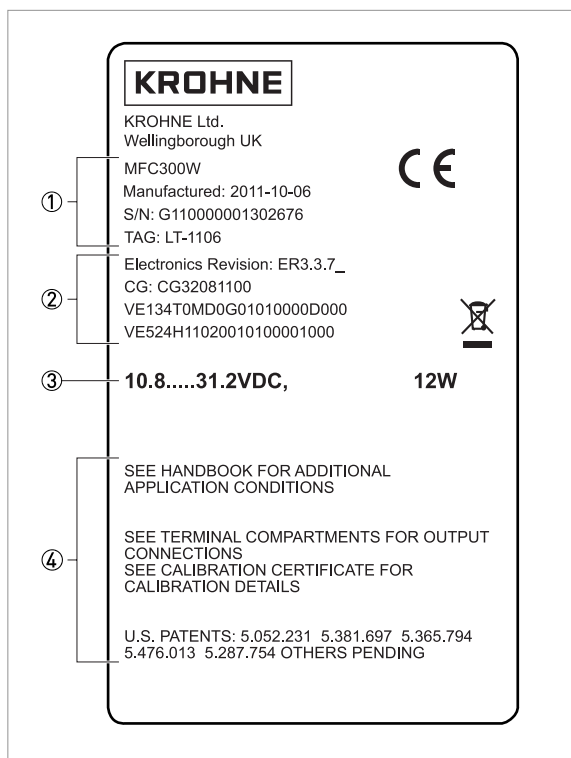 KROHNE
KROHNE Ltd.
Wellingborough UK
① MFC300W
Manufactured: 2011-10-06
S/N: G110000001302676
TAG: LT-1106
② Electronics Revision: ER3.3.7_
CG: CG32081100
VE134T0MD0G01010000D000
VE524H11020010100001000
③ 10.8.....31.2VDC, 12W
④ SEE HANDBOOK FOR ADDITIONAL
APPLICATION CONDITIONS
SEE TERMINAL COMPARTMENTS FOR OUTPUT
CONNECTIONS
SEE CALIBRATION CERTIFICATE FOR
CALIBRATION DETAILS
U.S. PATENTS: 5.052.231 5.381.697 5.365.794
5.476.013 5.287.754 OTHERS PENDING
CE